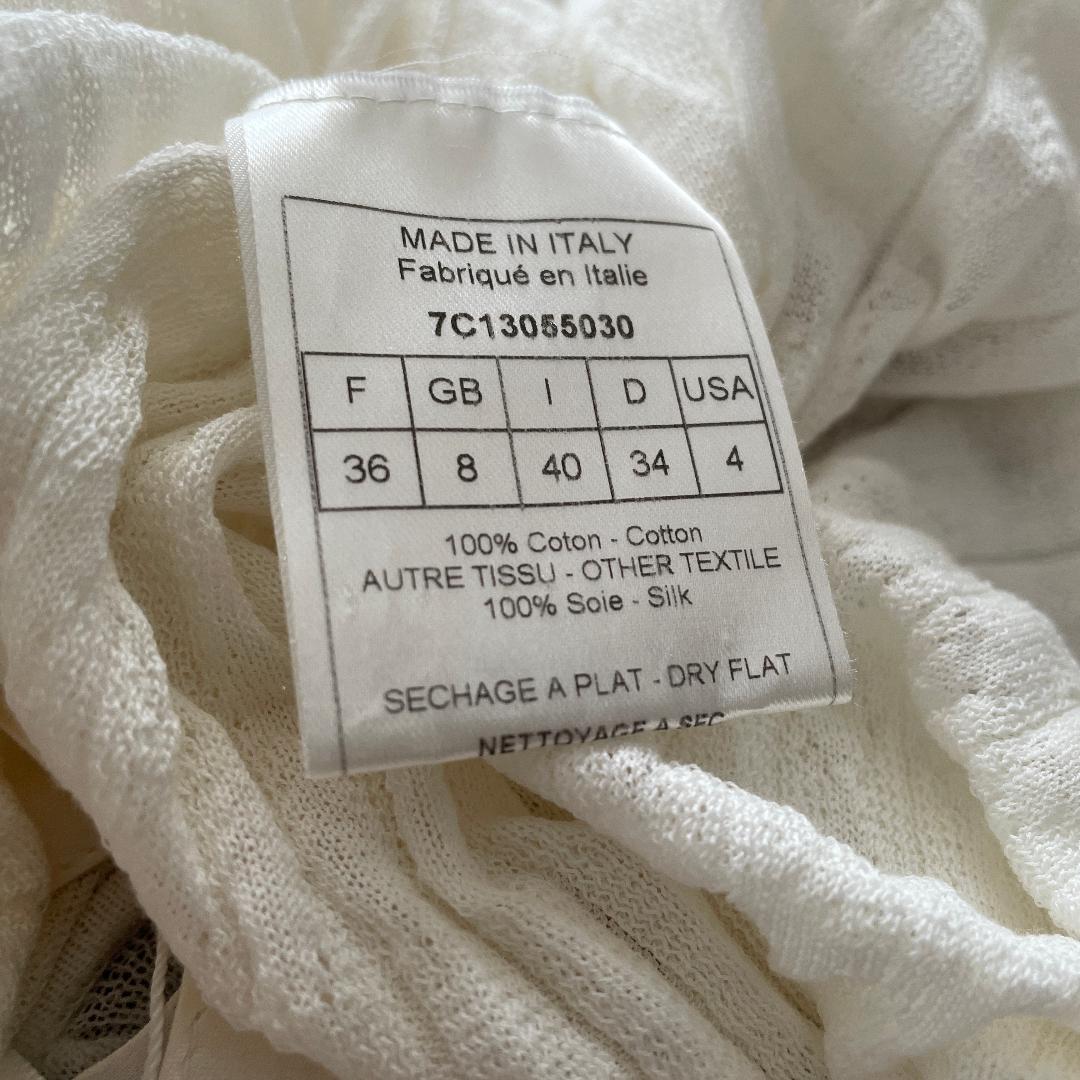 MADE IN ITALY
Fabriqué en Italie
7C13055030
F GB I D USA
36 8 40 34 4
100% Coton - Cotton
AUTRE TISSU - OTHER TEXTILE
100% Soie - Silk
SECHAGE A PLAT - DRY FLAT
NETTOYAGE A SEC